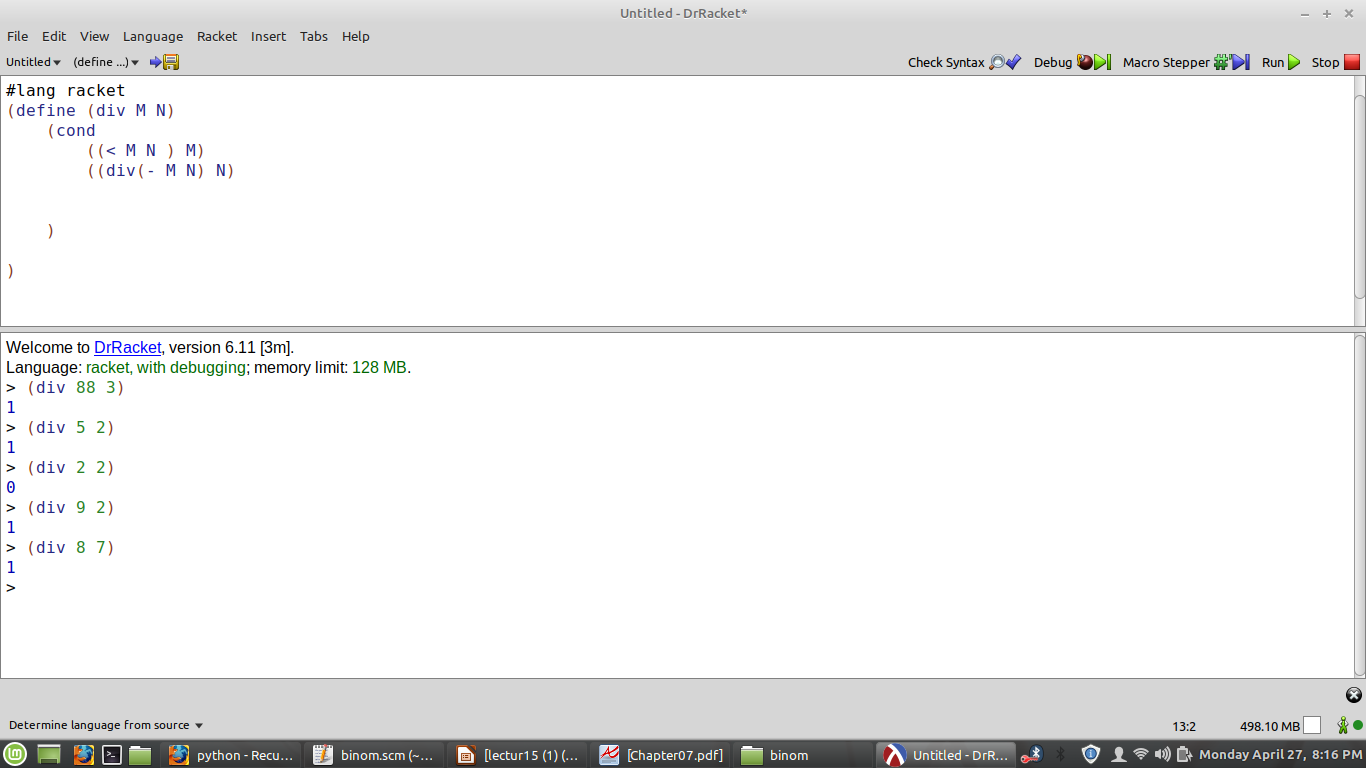 Untitled - DrRacket*
File Edit View Language Racket Insert Tabs Help
Untitled (define ...) Check Syntax Debug Macro Stepper Run Stop
#lang racket
(define (div M N)
    (cond
        ((< M N ) M)
        ((div(- M N) N)
    )
)
Welcome to DrRacket, version 6.11 [3m].
Language: racket, with debugging; memory limit: 128 MB.
> (div 88 3)
1
> (div 5 2)
1
> (div 2 2)
0
> (div 9 2)
1
> (div 8 7)
1
>
Determine language from source 13:2 498.10 MB
python - Recu... binom.scm (~... [lectur15 (1) (... [Chapter07.pdf] binom Untitled - DrR... Monday April 27, 8:16 PM